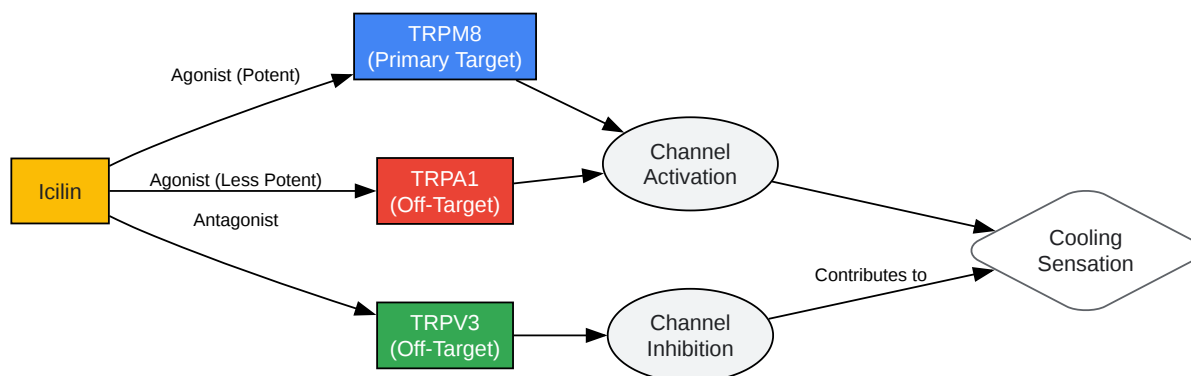 TRPM8
(Primary Target)
Agonist (Potent)
Channel
Activation
Icilin
Agonist (Less Potent)
TRPA1
(Off-Target)
Antagonist
Cooling
Sensation
Contributes to
TRPV3
(Off-Target)
Channel
Inhibition